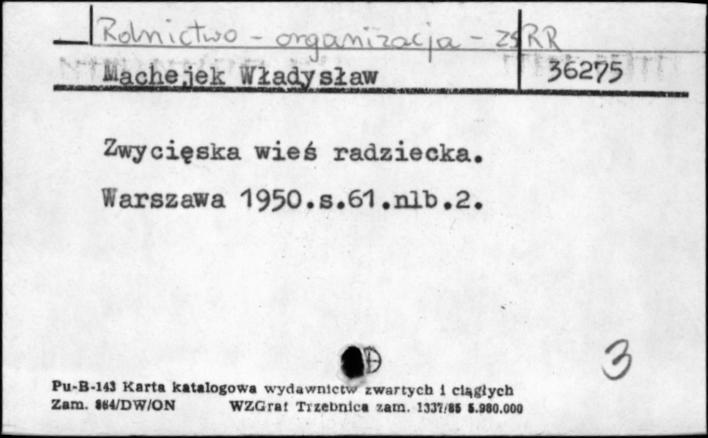 Rolnictwo - organizacja - ZSRR
Machejek Władysław 36275
Zwycięska wieś radziecka.
Warszawa 1950.s.61.nlb.2.
3
Pu-B-143 Karta katalogowa wydawnictw zwartych i ciągłych
Zam. 864/DW/ON WZGraf Trzebnica zam. 1337/85 5.980.000